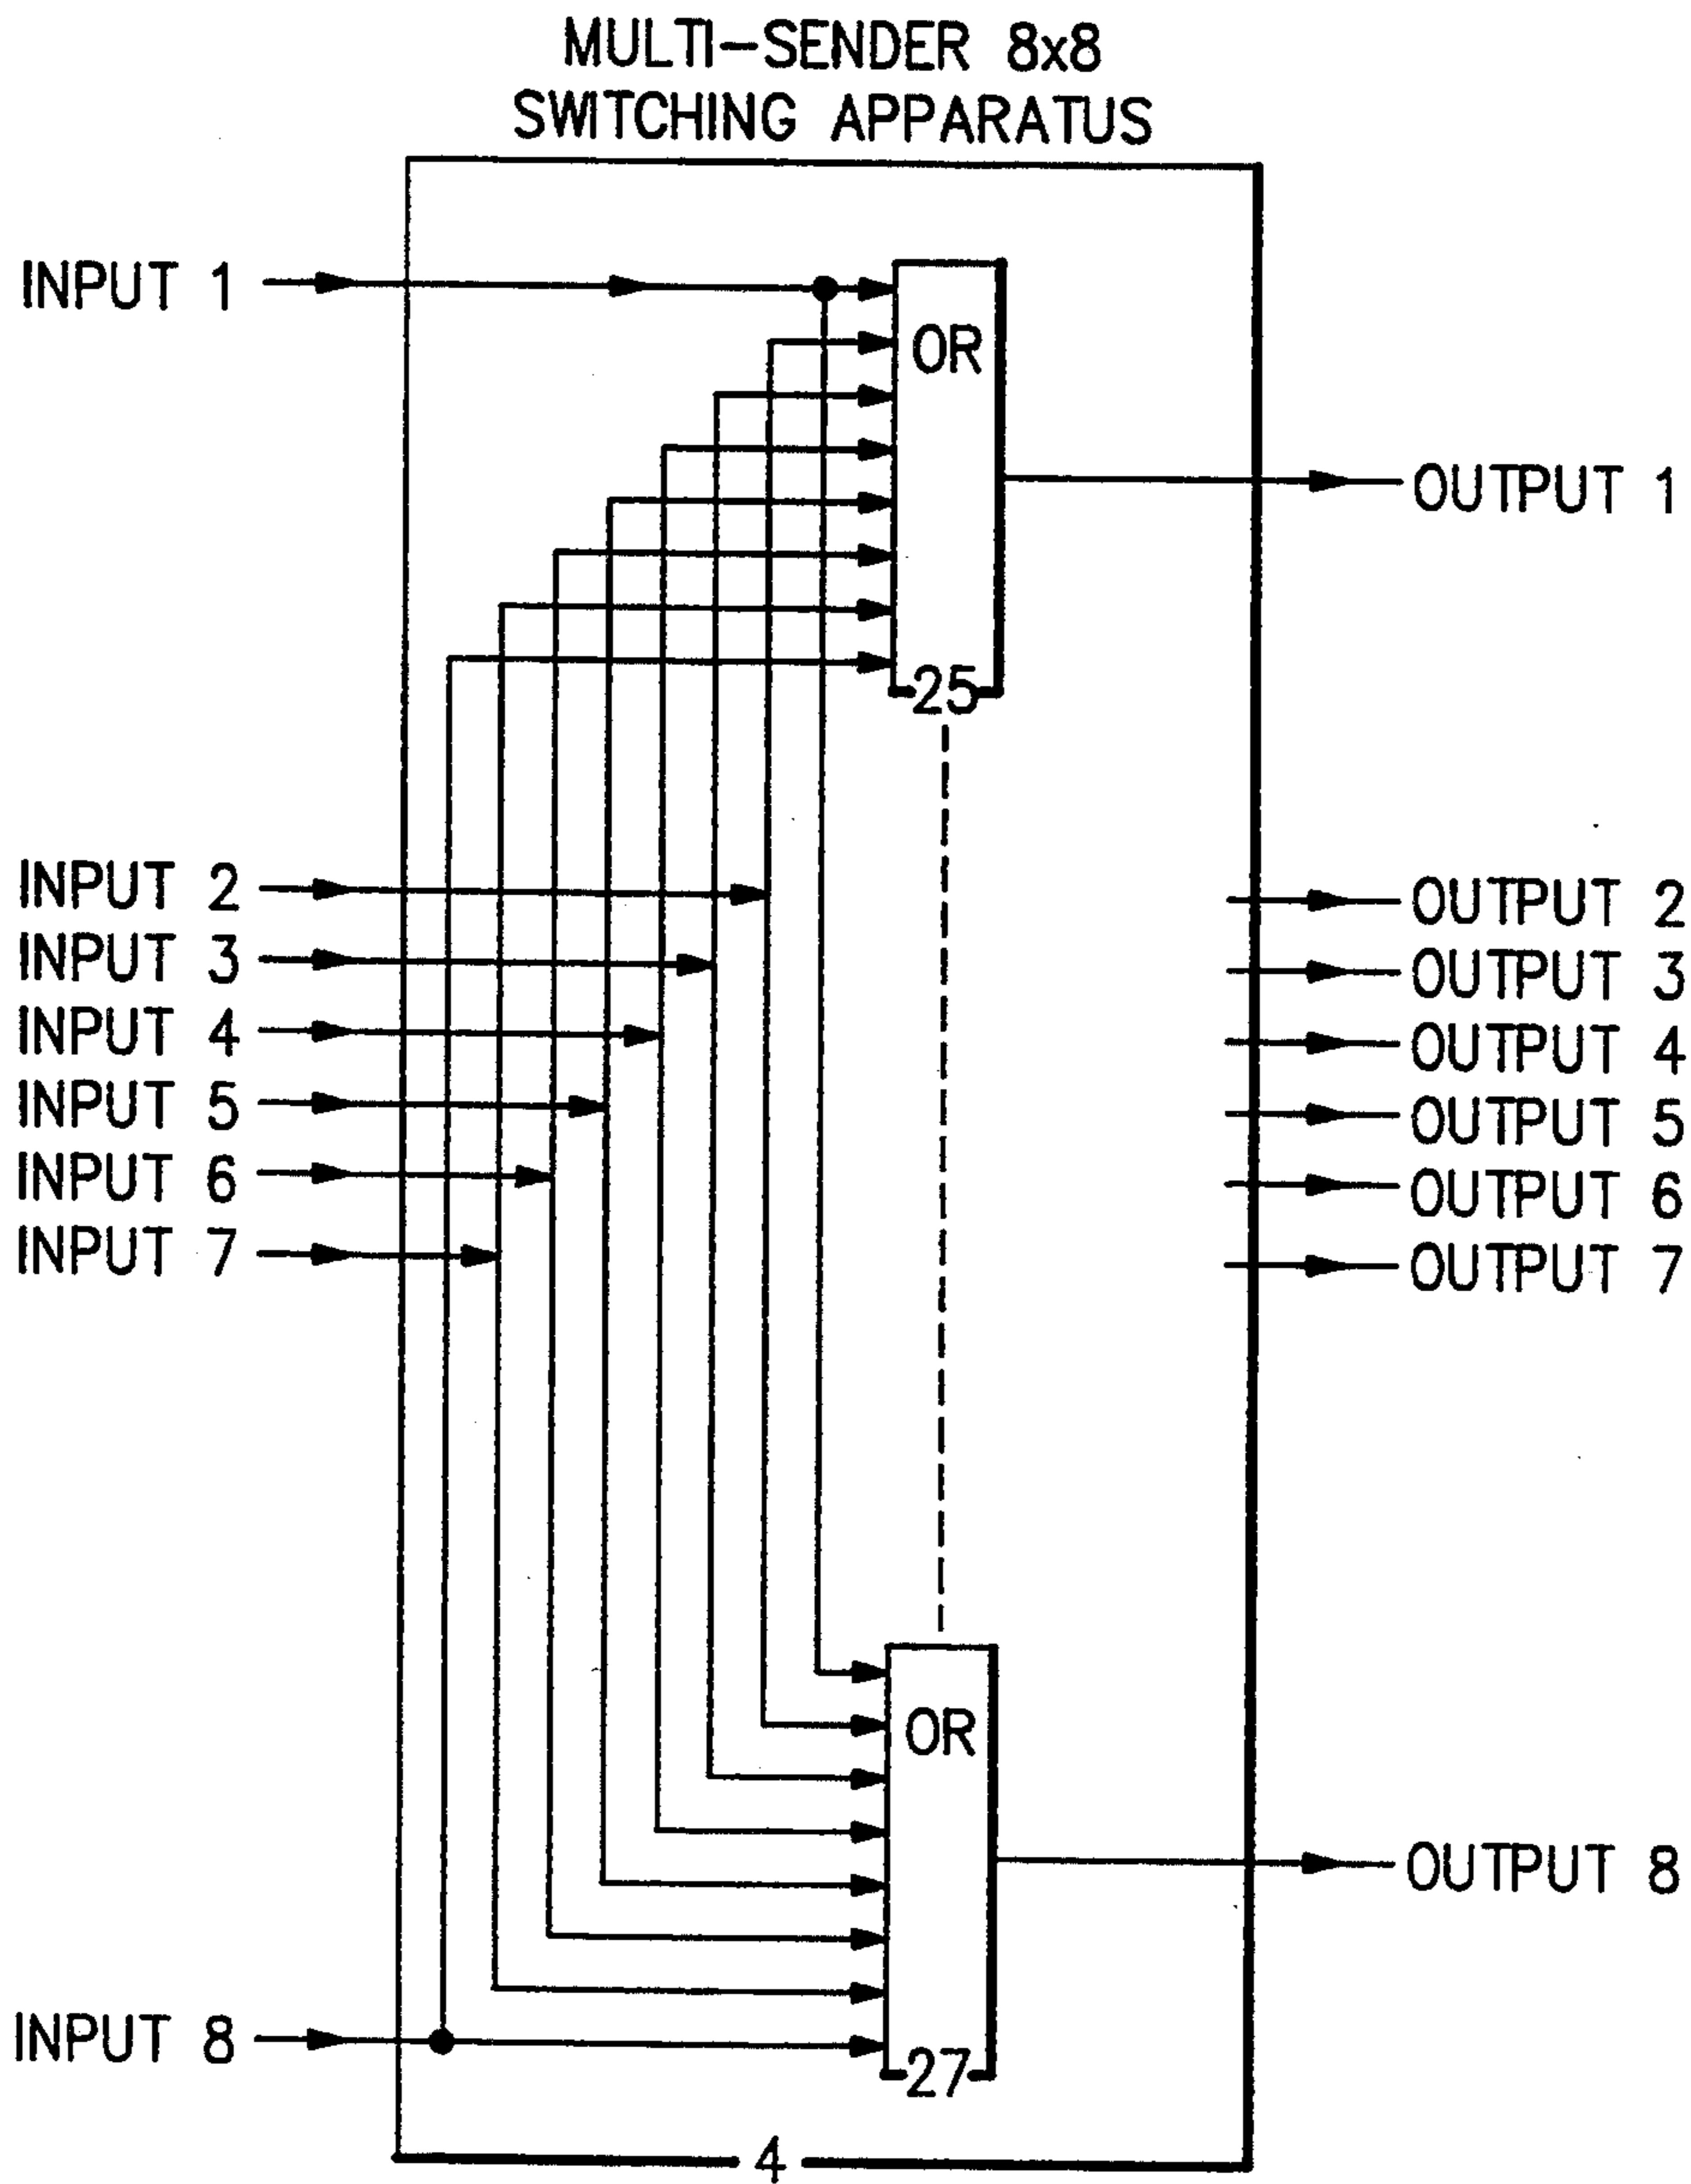 MULTI-SENDER 8x8
SWITCHING APPARATUS
INPUT 1
OR
OUTPUT 1
25
INPUT 2
OUTPUT 2
INPUT 3
OUTPUT 3
INPUT 4
OUTPUT 4
INPUT 5
OUTPUT 5
INPUT 6
OUTPUT 6
INPUT 7
OUTPUT 7
OR
OUTPUT 8
INPUT 8
27
4